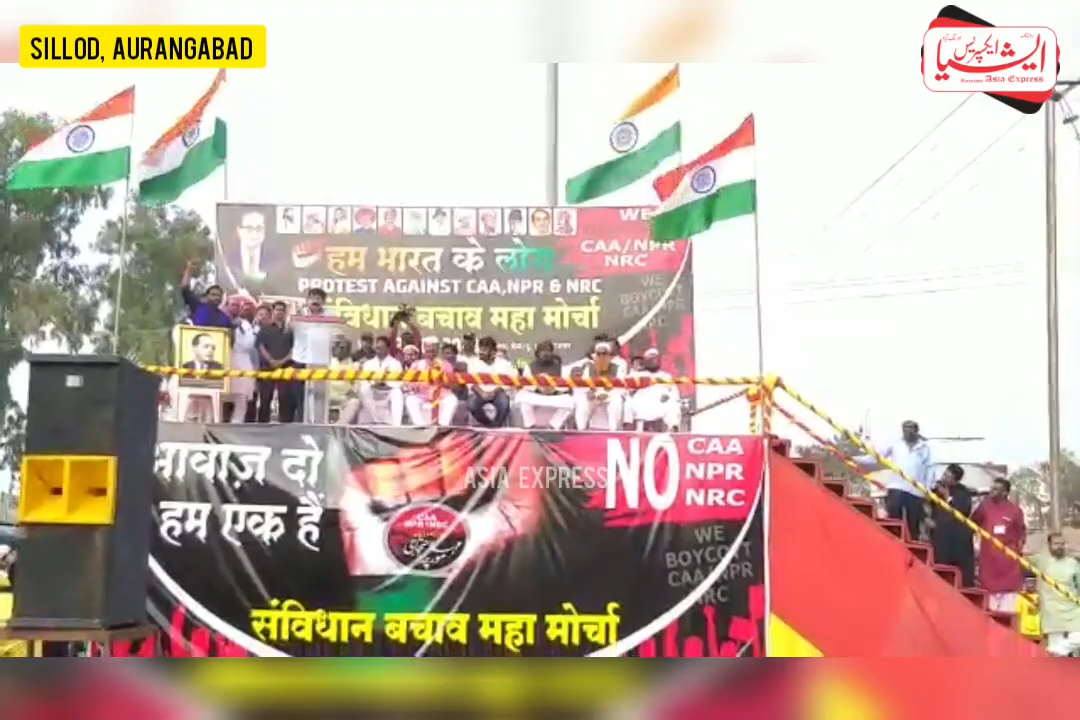 SILLOD, AURANGABAD
ایشیا ایکسپریس
Asia Express
हम भारत के लोग
WE
CAA/NPR
NRC
PROTEST AGAINST CAA,NPR & NRC
संविधान बचाव महा मोर्चा
WE
BOYCOTT
आवाज़ दो
हम एक हैं
ASIA EXPRESS
NO
CAA
NPR
NRC
CAA
NPR NRC
WE
BOYCOTT
CAA/NPR
NRC
संविधान बचाव महा मोर्चा